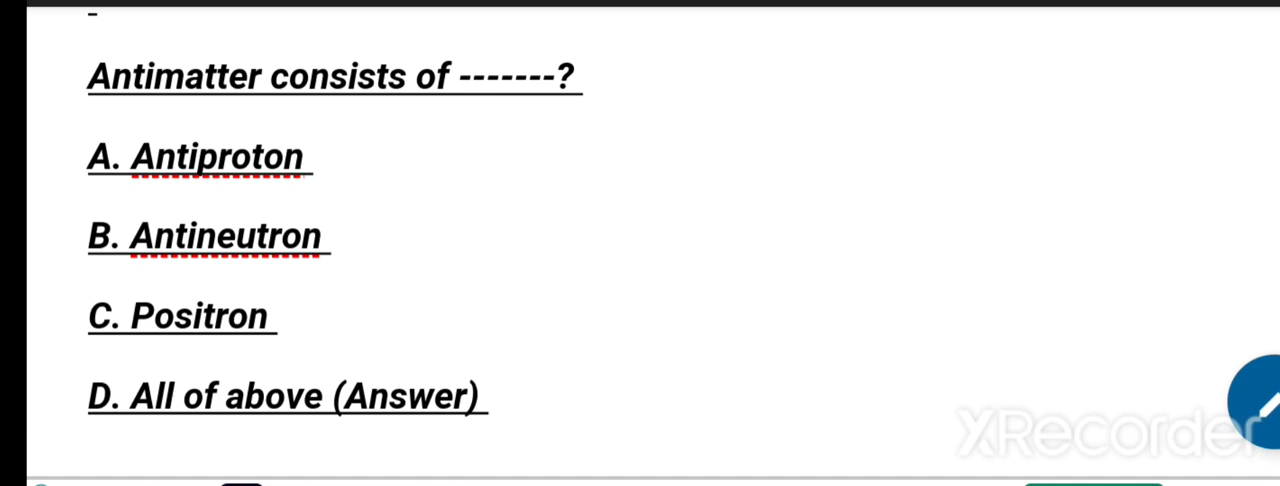 Antimatter consists of -------?
A. Antiproton
B. Antineutron
C. Positron
D. All of above (Answer)
XRecorder